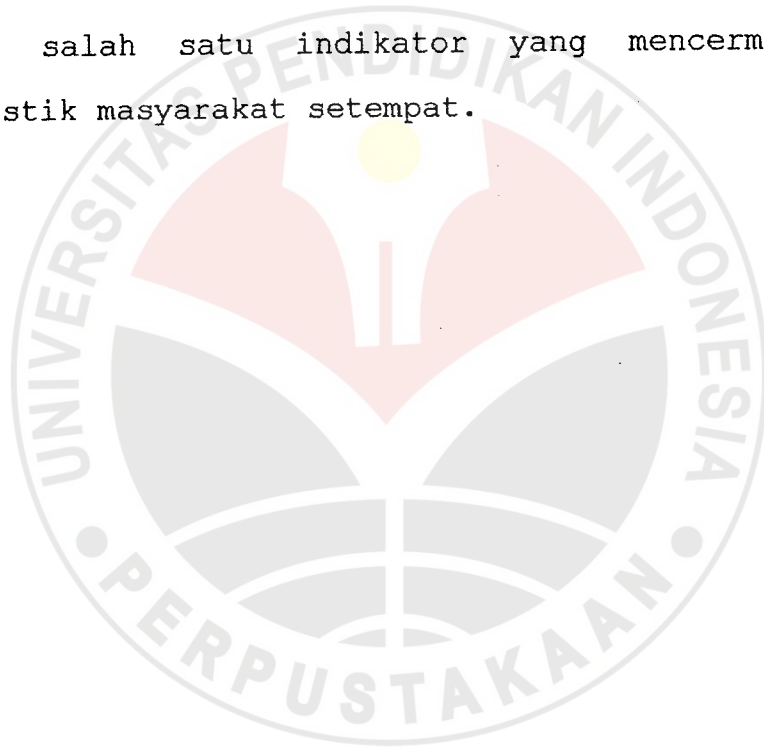 salah satu indikator yang mencerm
stik masyarakat setempat.
UNIVERSITAS PENDIDIKAN INDONESIA
PERPUSTAKAAN